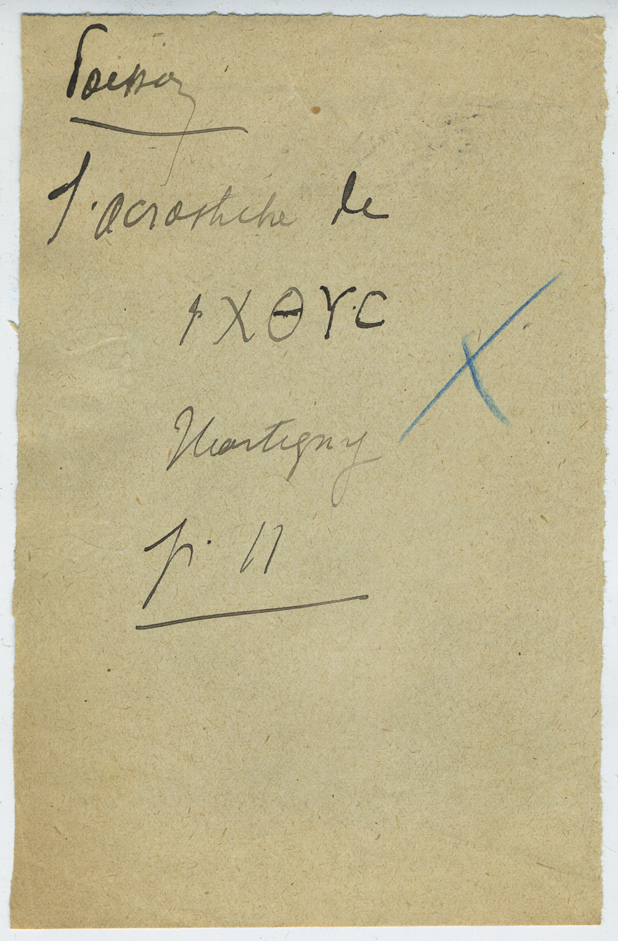 Poisson
l'acrostiche de
ΙΧΘΥC
Martigny
p. 11